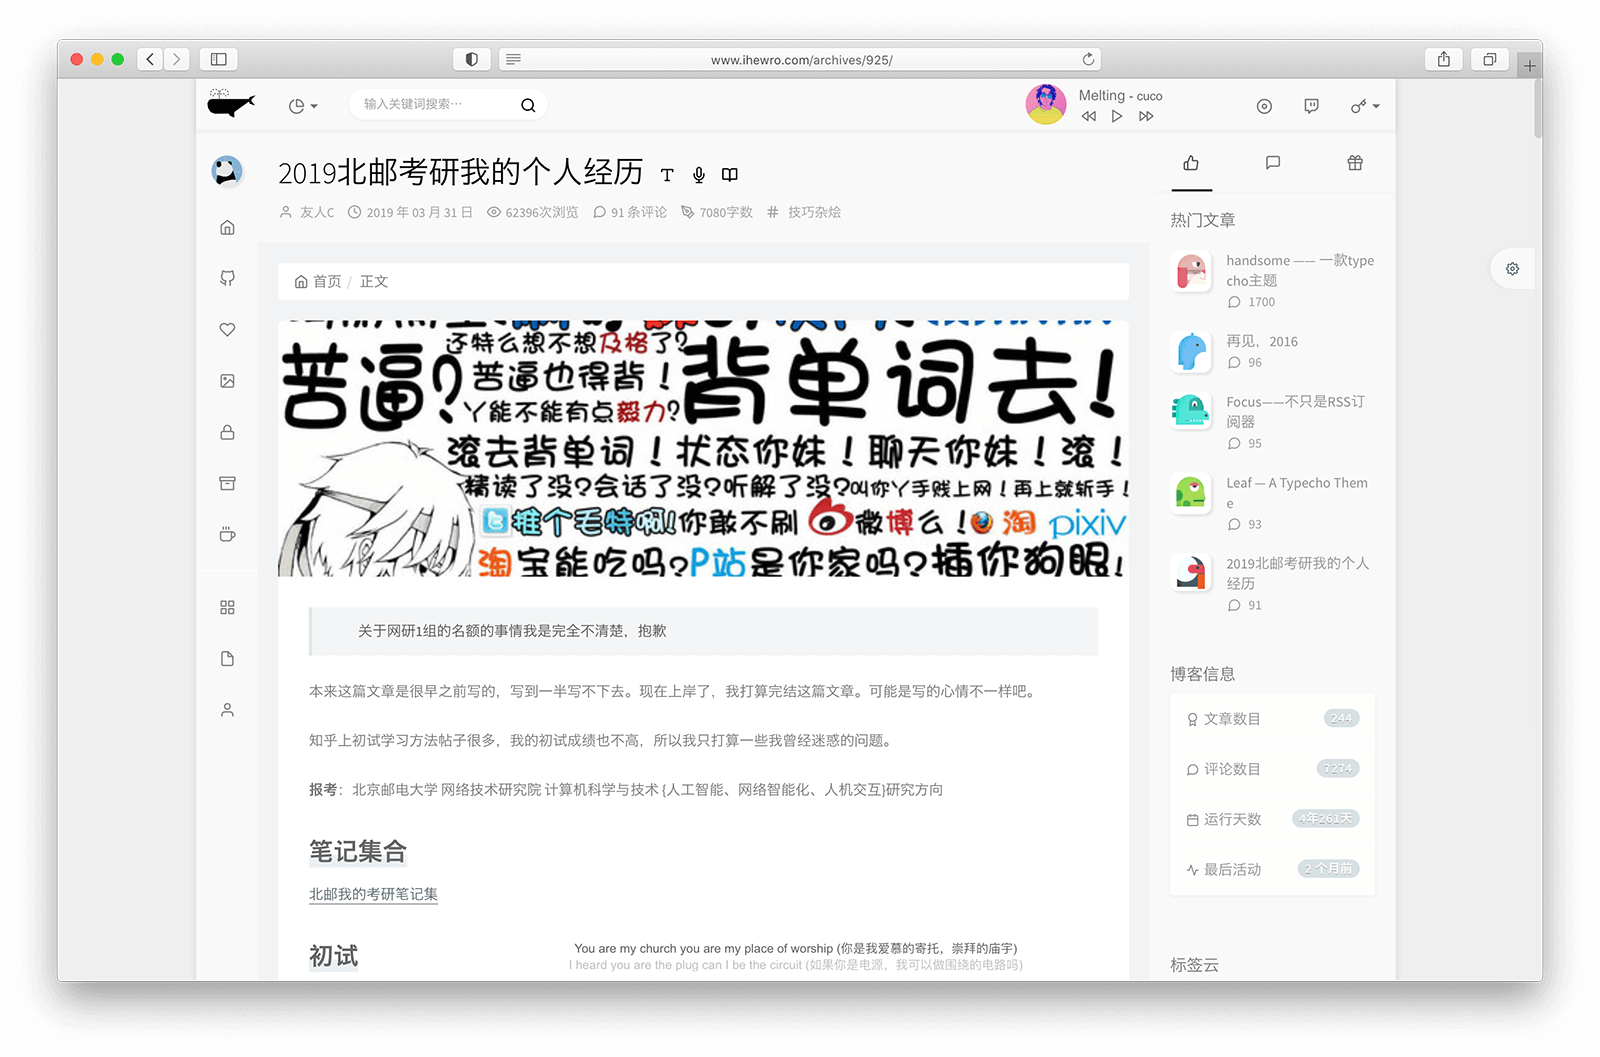 www.ihewro.com/archives/925/
输入关键词搜索...
Melting - cuco
2019北邮考研我的个人经历
友人C 2019 年 03 月 31 日 62396次浏览 91 条评论 7080字数 # 技巧杂烩
首页 / 正文
还特么想不想及格了?
苦逼?
苦逼也得背!
背单词去!
丫能不能有点毅力?
滚去背单词!状态你妹!聊天你妹!滚!
精读了没?会话了没?听解了没?叫你丫手贱上网!再上就斩手!
推个毛特啊!你敢不刷微博么!淘 pixiv
淘宝能吃吗?P站是你家吗?插你狗眼!
关于网研1组的名额的事情我是完全不清楚，抱歉
本来这篇文章是很早之前写的，写到一半写不下去。现在上岸了，我打算完结这篇文章。可能是写的心情不一样吧。
知乎上初试学习方法帖子很多，我的初试成绩也不高，所以我只打算一些我曾经迷惑的问题。
报考：北京邮电大学 网络技术研究院 计算机科学与技术 {人工智能、网络智能化、人机交互}研究方向
笔记集合
北邮我的考研笔记集
初试
You are my church you are my place of worship (你是我爱慕的寄托，崇拜的庙宇)
I heard you are the plug can I be the circuit (如果你是电源，我可以做围绕的电路吗)
热门文章
handsome —— 一款type
cho主题
1700
再见，2016
96
Focus——不只是RSS订
阅器
95
Leaf — A Typecho Them
e
93
2019北邮考研我的个人
经历
91
博客信息
文章数目 244
评论数目 7274
运行天数 4年261天
最后活动 2 个月前
标签云